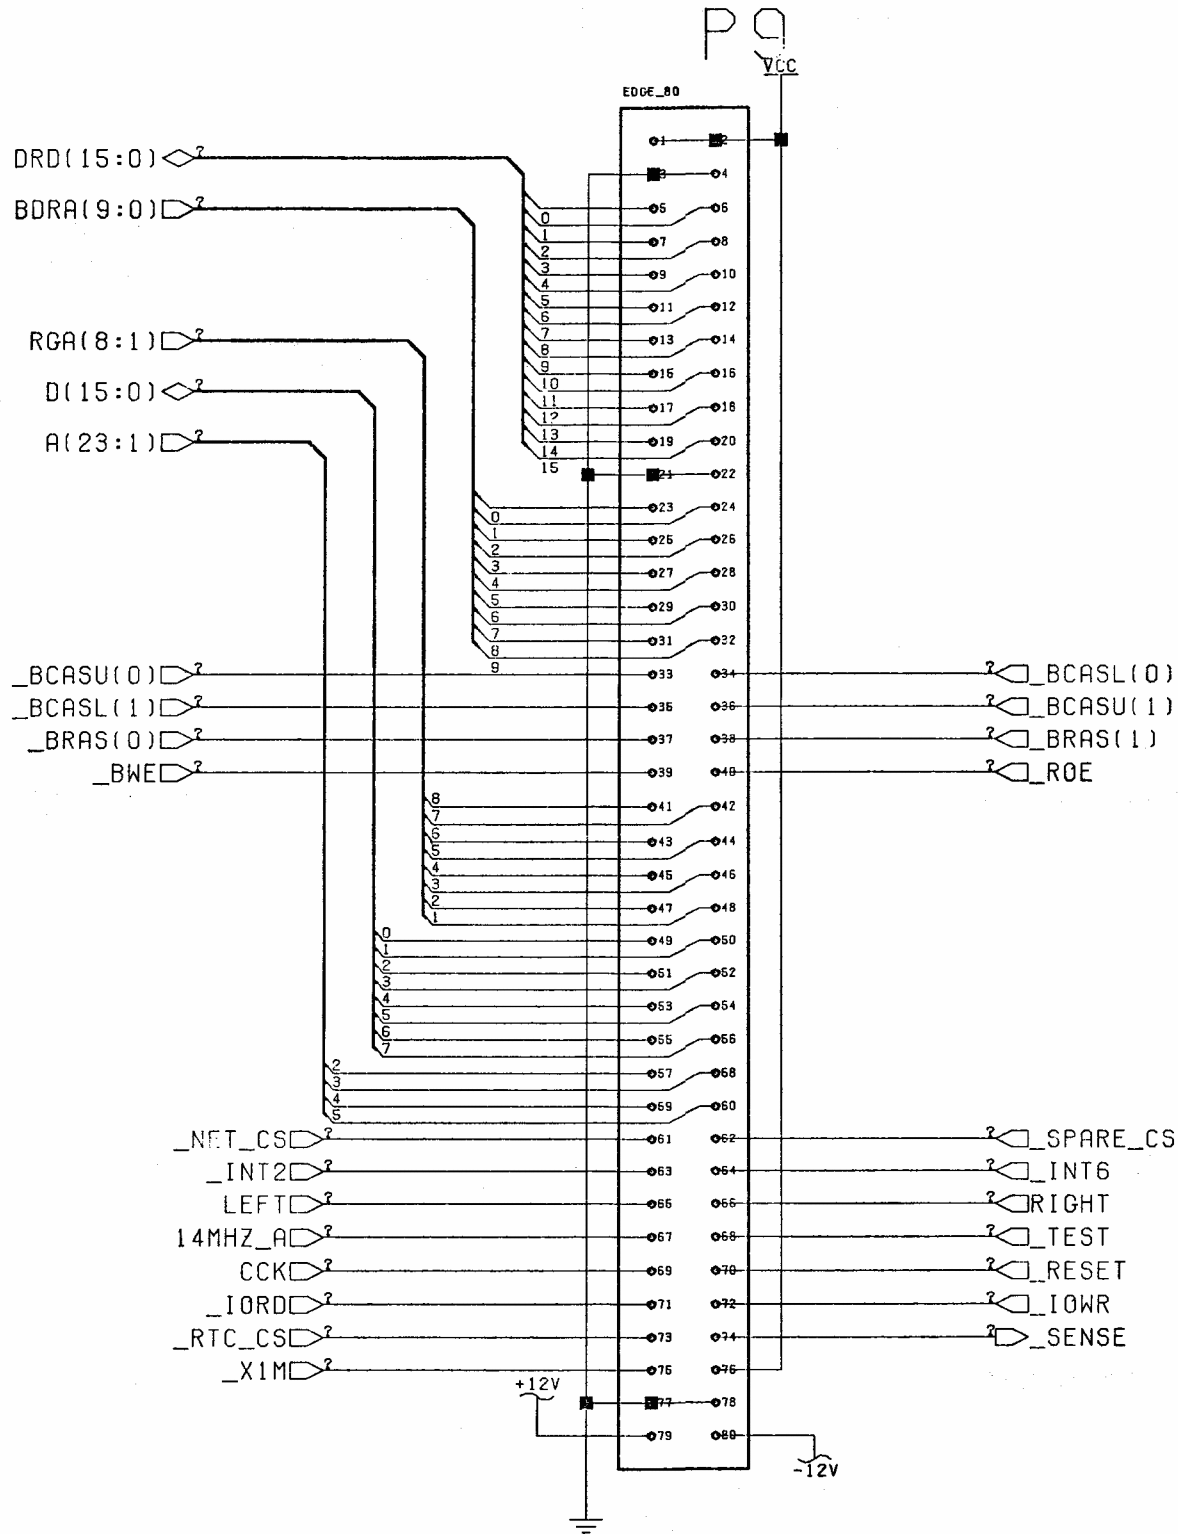 P9
VCC
EDGE_80
1 2
DRD(15:0) ?
3 4
BDRA(9:0) ?
5 6
0
1 7 8
2
3 9 10
4
5 11 12
6
RGA(8:1) ?
7 13 14
8
9 15 16
10
D(15:0) ?
11 17 18
12
A(23:1) ?
13 19 20
14
15 21 22
23 24
0
1 25 26
2
3 27 28
4
5 29 30
6
7 31 32
8
9
_BCASU(0) ? 33 34 ? _BCASL(0)
_BCASL(1) ? 35 36 ? _BCASU(1)
_BRAS(0) ? 37 38 ? _BRAS(1)
_BWE ? 39 40 ? _ROE
8 41 42
7
6 43 44
5
4 45 46
3
2 47 48
1
0 49 50
1
2 51 52
3
4 53 54
5
6 55 56
7
2 57 58
3
4 59 60
5
_NET_CS ? 61 62 ? _SPARE_CS
_INT2 ? 63 64 ? _INT6
LEFT ? 65 66 ? RIGHT
14MHZ_A ? 67 68 ? _TEST
CCK ? 69 70 ? _RESET
_IORD ? 71 72 ? _IOWR
_RTC_CS ? 73 74 ? _SENSE
_X1M ? 75 76
+12V
77 78
79 80
-12V